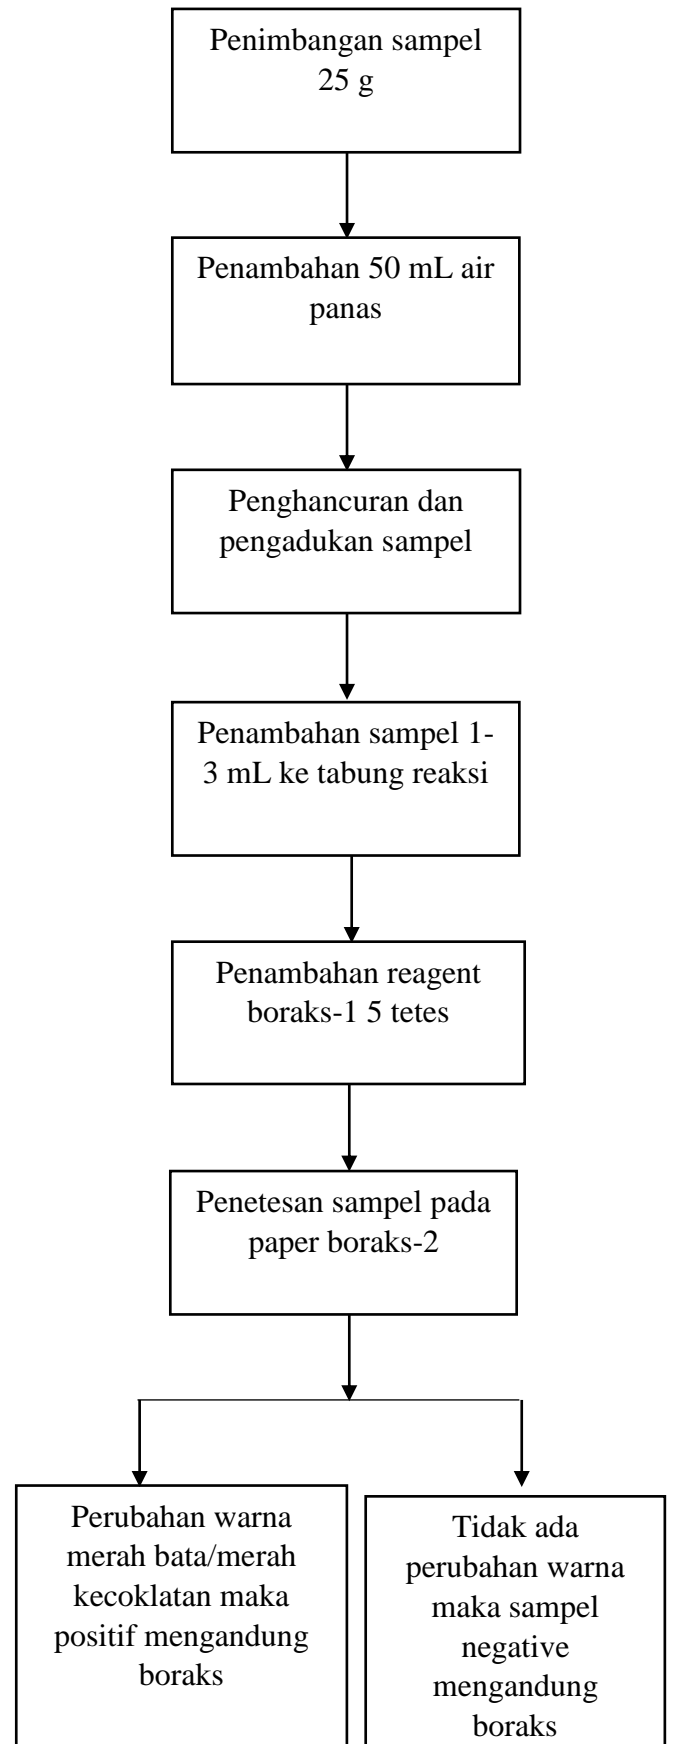 Penimbangan sampel
25 g
Penambahan 50 mL air
panas
Penghancuran dan
pengadukan sampel
Penambahan sampel 1-
3 mL ke tabung reaksi
Penambahan reagent
boraks-1 5 tetes
Penetesan sampel pada
paper boraks-2
Perubahan warna
merah bata/merah
kecoklatan maka
positif mengandung
boraks
Tidak ada
perubahan warna
maka sampel
negative
mengandung
boraks